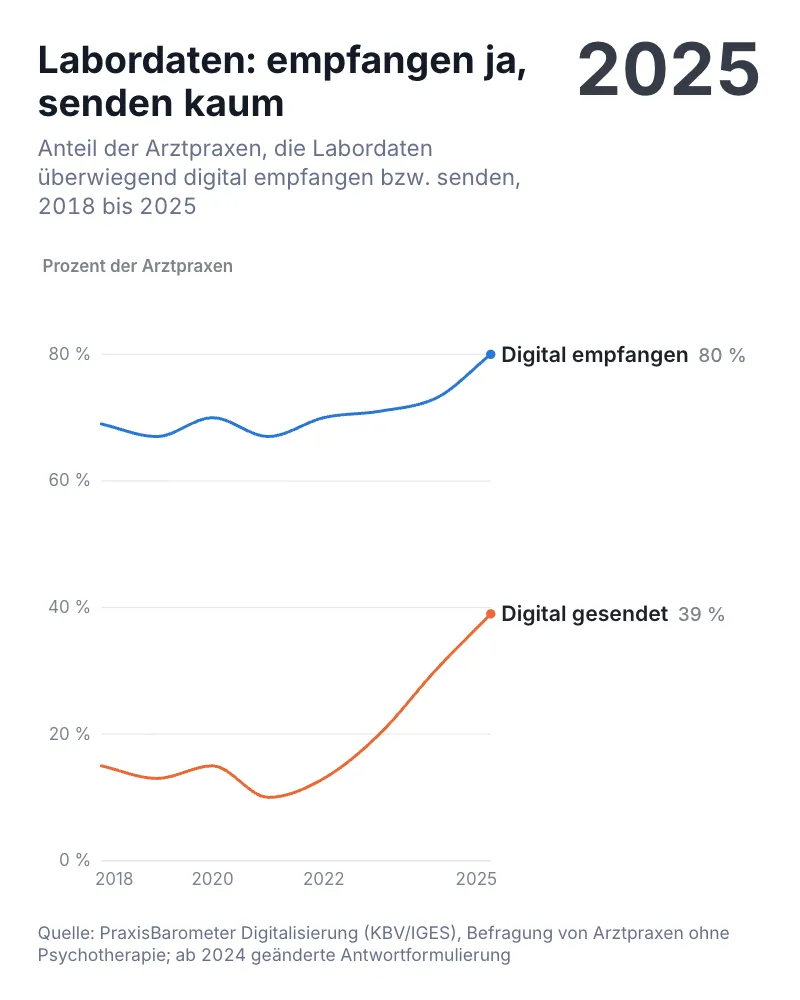 Labordaten: empfangen ja,
senden kaum
2025
Anteil der Arztpraxen, die Labordaten
überwiegend digital empfangen bzw. senden,
2018 bis 2025
Prozent der Arztpraxen
80 %
Digital empfangen 80 %
60 %
40 %
Digital gesendet 39 %
20 %
0 %
2018 2020 2022 2025
Quelle: PraxisBarometer Digitalisierung (KBV/IGES), Befragung von Arztpraxen ohne
Psychotherapie; ab 2024 geänderte Antwortformulierung